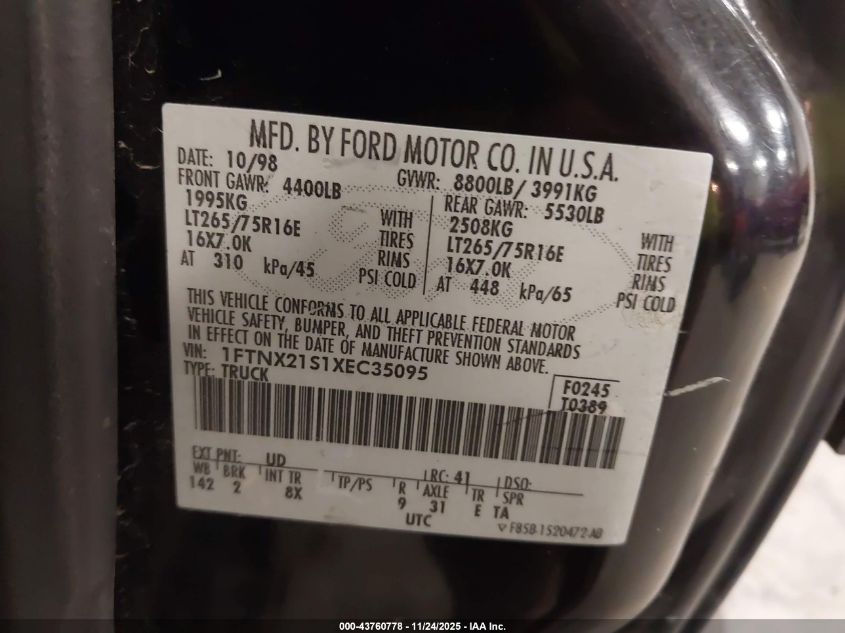 MFD. BY FORD MOTOR CO. IN U.S.A.
DATE: 10/98 GVWR: 8800LB/ 3991KG
FRONT GAWR: 4400LB REAR GAWR: 5530LB
1995KG WITH 2508KG WITH
LT265/75R16E TIRES LT265/75R16E TIRES
16X7.0K RIMS 16X7.0K RIMS
AT 310 kPa/45 PSI COLD AT 448 kPa/65 PSI COLD
THIS VEHICLE CONFORMS TO ALL APPLICABLE FEDERAL MOTOR
VEHICLE SAFETY, BUMPER, AND THEFT PREVENTION STANDARDS
IN EFFECT ON THE DATE OF MANUFACTURE SHOWN ABOVE.
VIN: 1FTNX21S1XEC35095
TYPE: TRUCK
F0245
T0389
EXT PNT: UD RC: 41 DSO:
WB BRK INT TR TP/PS R AXLE TR SPR
142 2 8X 9 31 E TA
UTC
F85B-1520472-AB
000-43760778 - 11/24/2025 - IAA Inc.